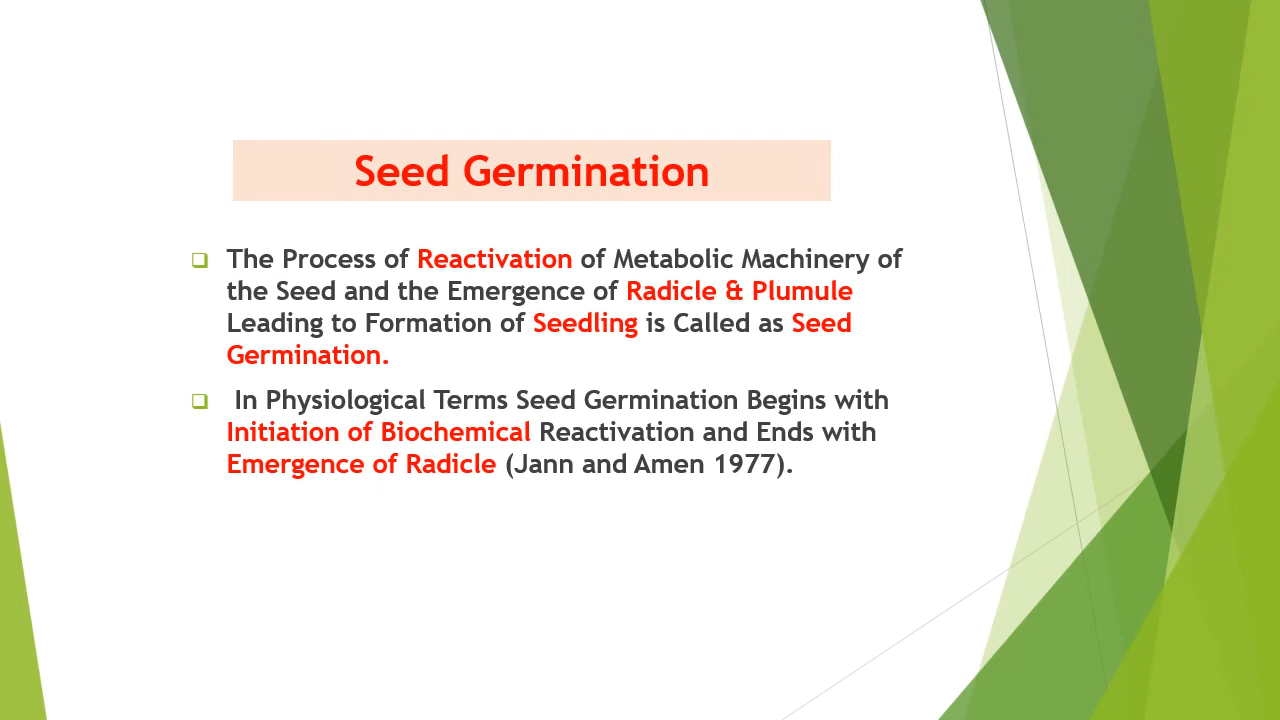 Seed Germination
The Process of Reactivation of Metabolic Machinery of
the Seed and the Emergence of Radicle & Plumule
Leading to Formation of Seedling is Called as Seed
Germination.
In Physiological Terms Seed Germination Begins with
Initiation of Biochemical Reactivation and Ends with
Emergence of Radicle (Jann and Amen 1977).